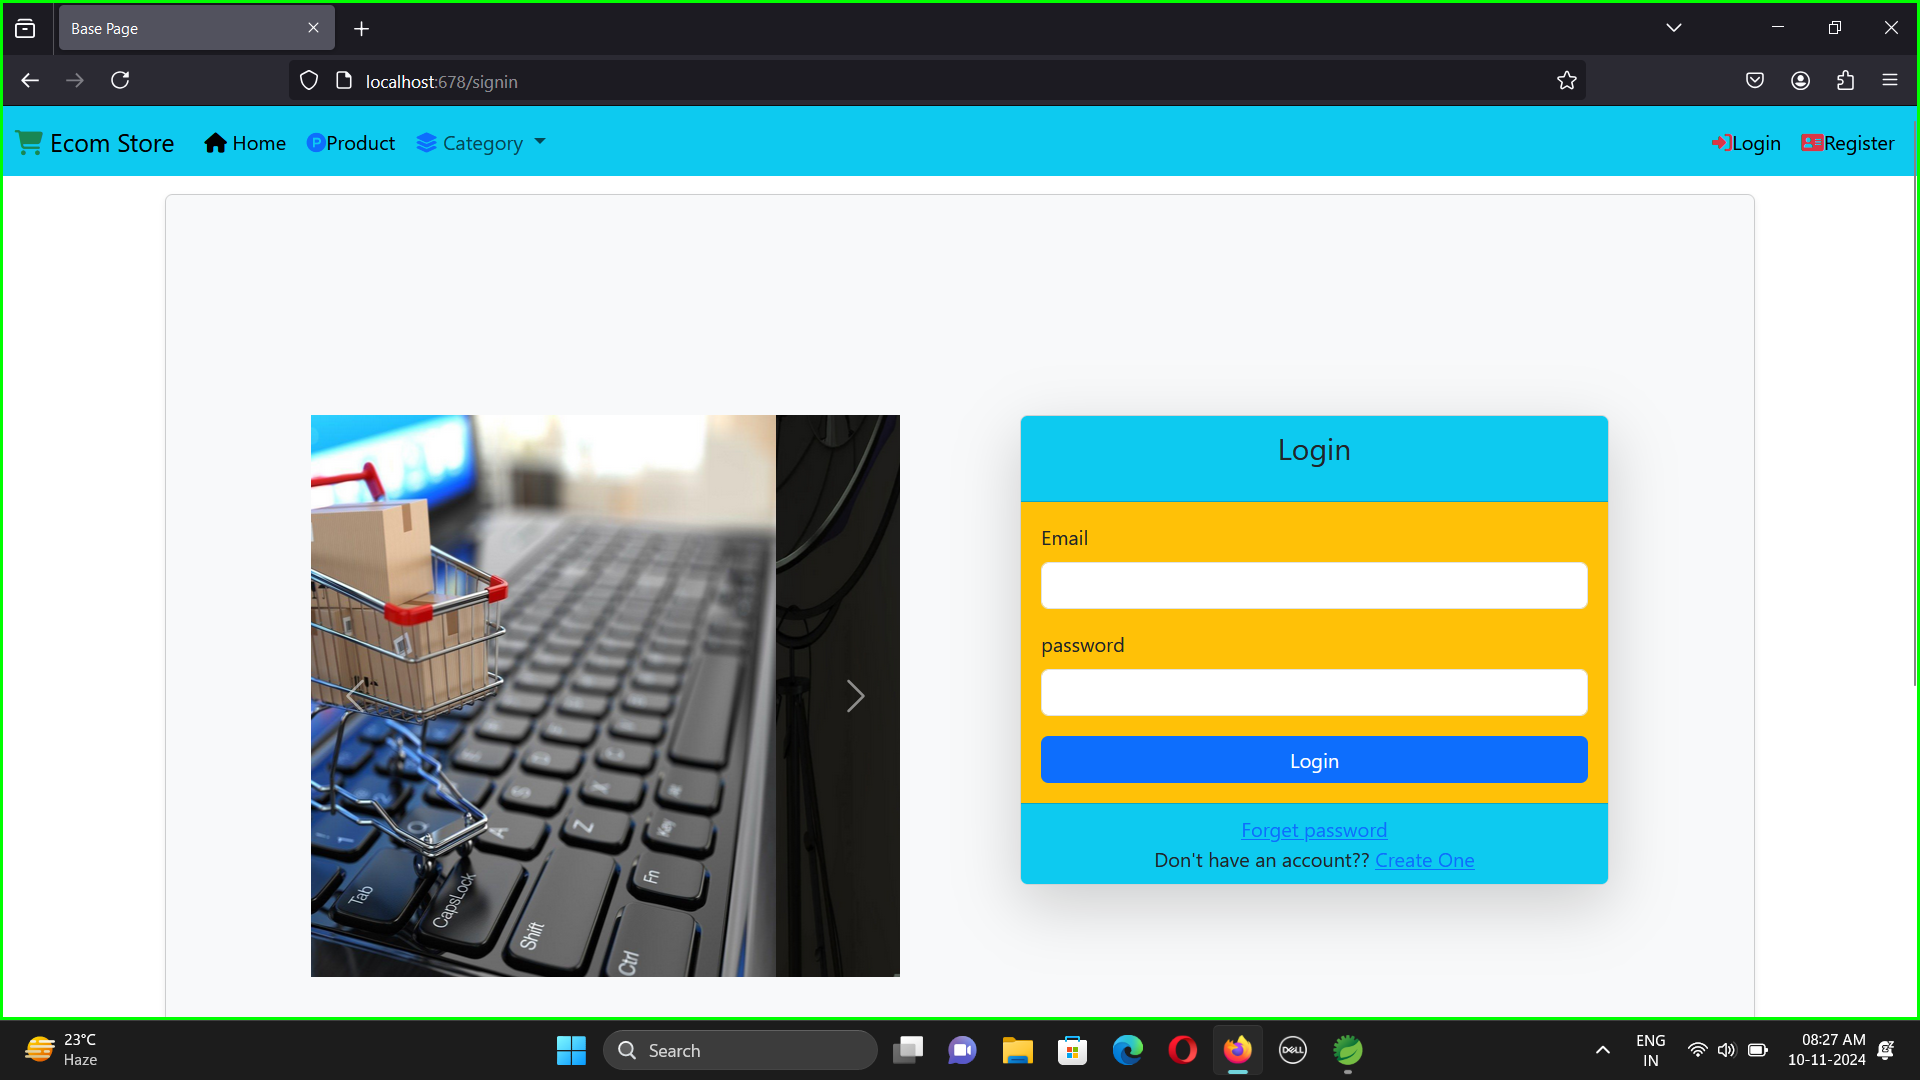 Base Page
localhost:678/signin
Ecom Store Home Product Category Login Register
Login
Email
password
Login
Forget password
Don't have an account?? Create One
Tab
CapsLock
Shift
Fn
Ctrl
A
Z
S
X
Key
23°C
Haze
Search
DELL
ENG
IN
08:27 AM
10-11-2024